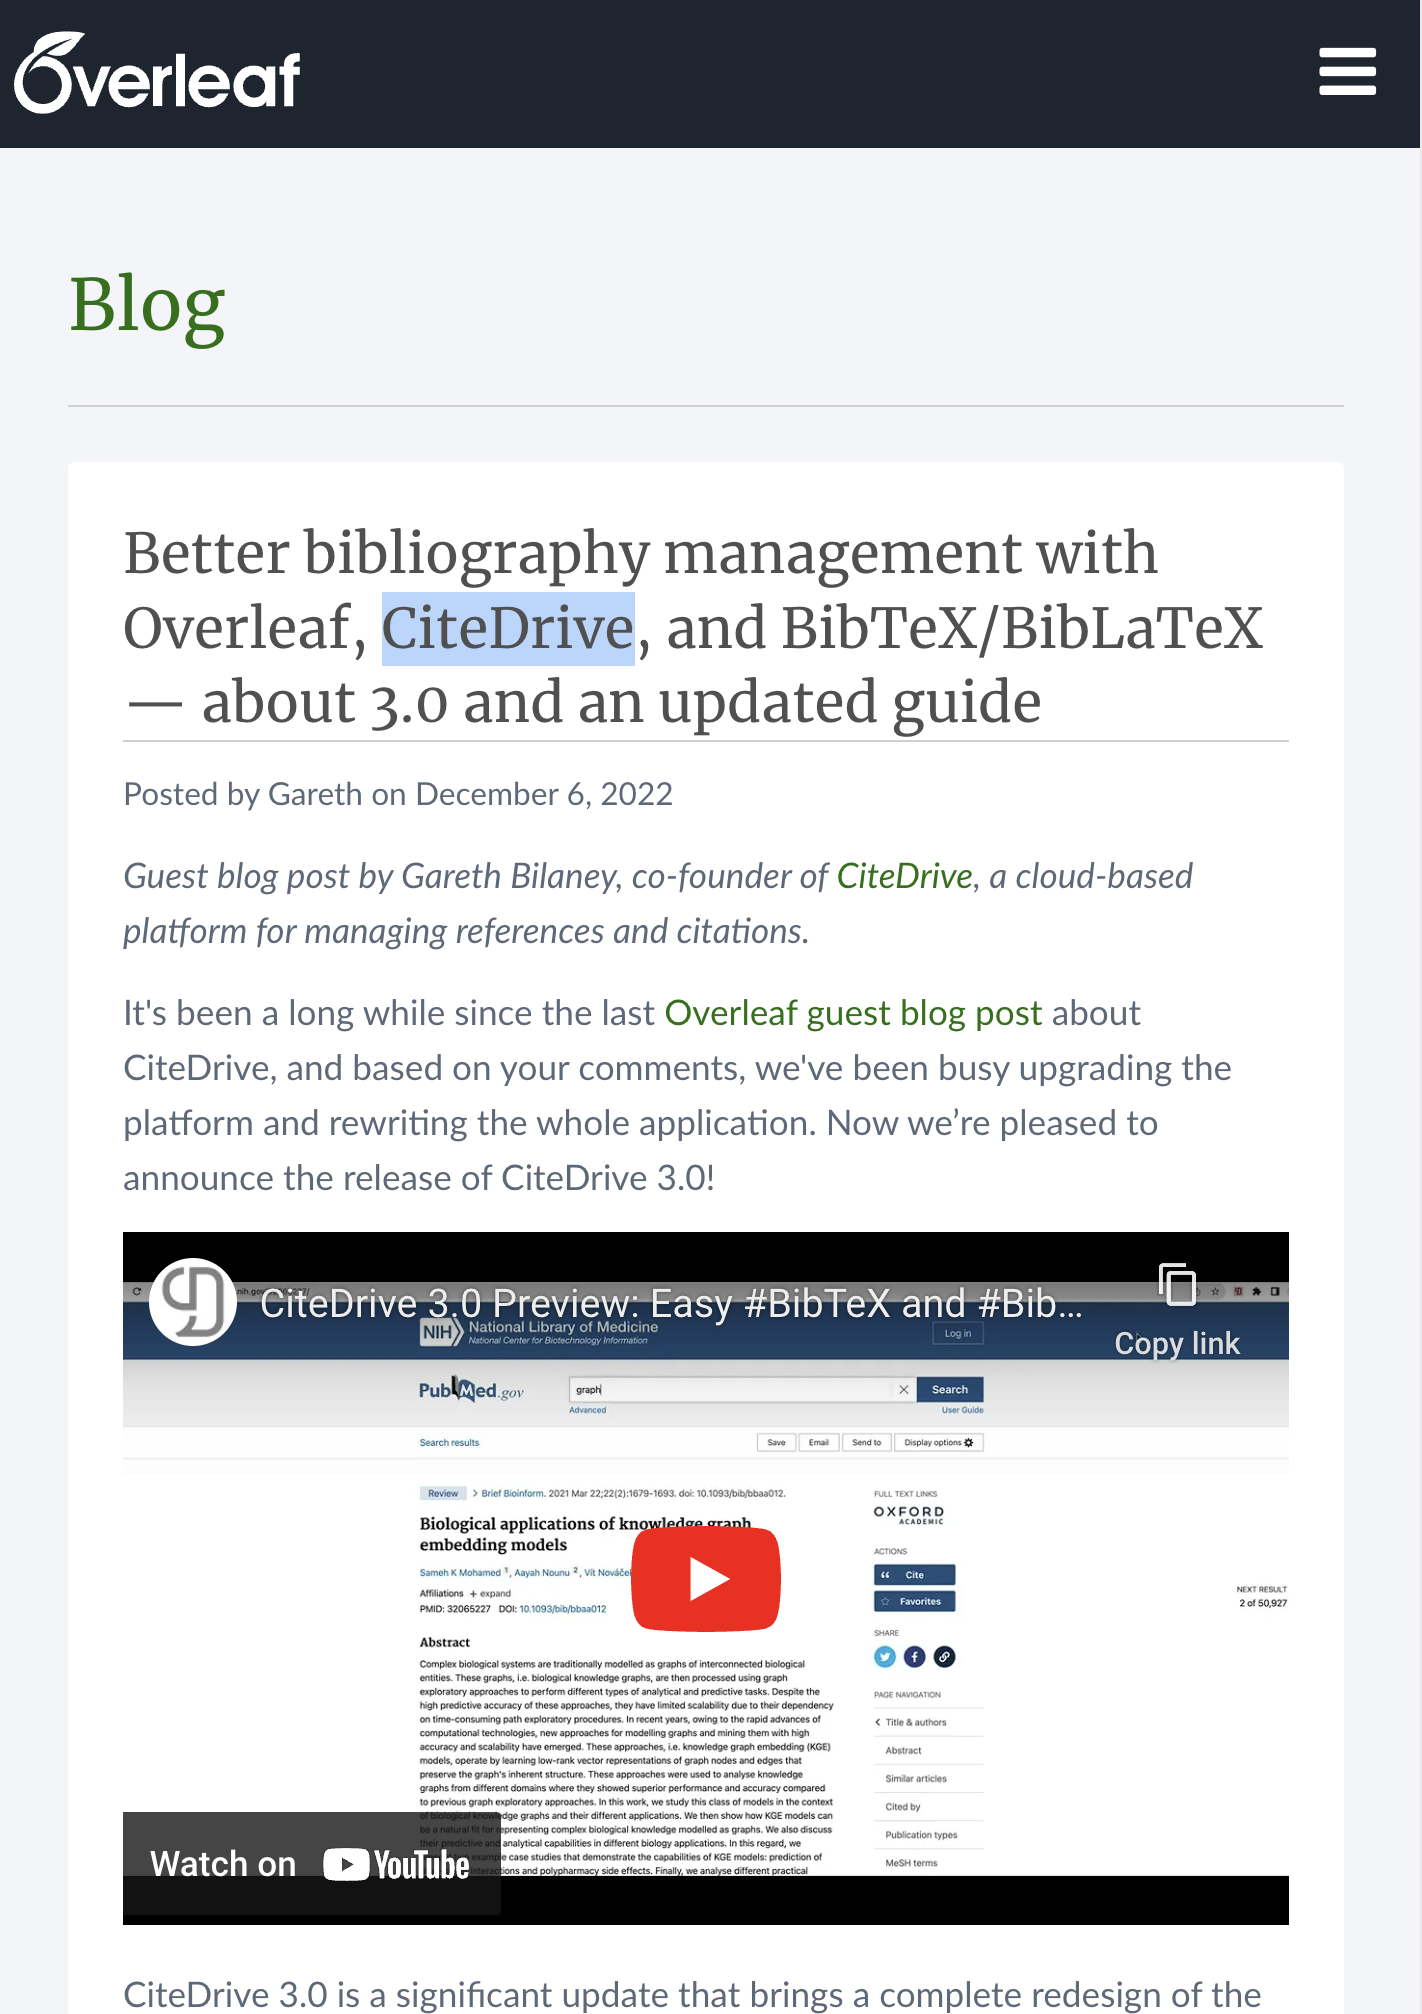 Overleaf
Blog
Better bibliography management with
Overleaf, CiteDrive, and BibTeX/BibLaTeX
— about 3.0 and an updated guide
Posted by Gareth on December 6, 2022
Guest blog post by Gareth Bilaney, co-founder of CiteDrive, a cloud-based
platform for managing references and citations.
It's been a long while since the last Overleaf guest blog post about
CiteDrive, and based on your comments, we've been busy upgrading the
platform and rewriting the whole application. Now we’re pleased to
announce the release of CiteDrive 3.0!
CiteDrive 3.0 Preview: Easy #BibTeX and #Bib...
Copy link
NIH National Library of Medicine
National Center for Biotechnology Information
Log in
PubMed.gov
graph
Search
Advanced
User Guide
Search results
Save Email Send to Display options
Review > Brief Bioinform. 2021 Mar 22;22(2):1679-1693. doi: 10.1093/bib/bbaa012.
Biological applications of knowledge graph
embedding models
Sameh K Mohamed 1, Aayah Nounu 2, Vít Nováček
Affiliations + expand
PMID: 32065227 DOI: 10.1093/bib/bbaa012
Abstract
Complex biological systems are traditionally modelled as graphs of interconnected biological
entities. These graphs, i.e. biological knowledge graphs, are then processed using graph
exploratory approaches to perform different types of analytical and predictive tasks. Despite the
high predictive accuracy of these approaches, they have limited scalability due to their dependency
on time-consuming path exploratory procedures. In recent years, owing to the rapid advances of
computational technologies, new approaches for modelling graphs and mining them with high
accuracy and scalability have emerged. These approaches, i.e. knowledge graph embedding (KGE)
models, operate by learning low-rank vector representations of graph nodes and edges that
preserve the graph's inherent structure. These approaches were used to analyse knowledge
graphs from different domains where they showed superior performance and accuracy compared
to previous graph exploratory approaches. In this work, we study this class of models in the context
of biological knowledge graphs and their different applications. We then show how KGE models can
be a natural fit for representing complex biological knowledge modelled as graphs. We also discuss
their predictive and analytical capabilities in different biology applications. In this regard, we
example case studies that demonstrate the capabilities of KGE models: prediction of
interactions and polypharmacy side effects. Finally, we analyse different practical
FULL TEXT LINKS
OXFORD
ACADEMIC
ACTIONS
Cite
Favorites
SHARE
PAGE NAVIGATION
Title & authors
Abstract
Similar articles
Cited by
Publication types
MeSH terms
NEXT RESULT
2 of 50,927
Watch on YouTube
CiteDrive 3.0 is a significant update that brings a complete redesign of the